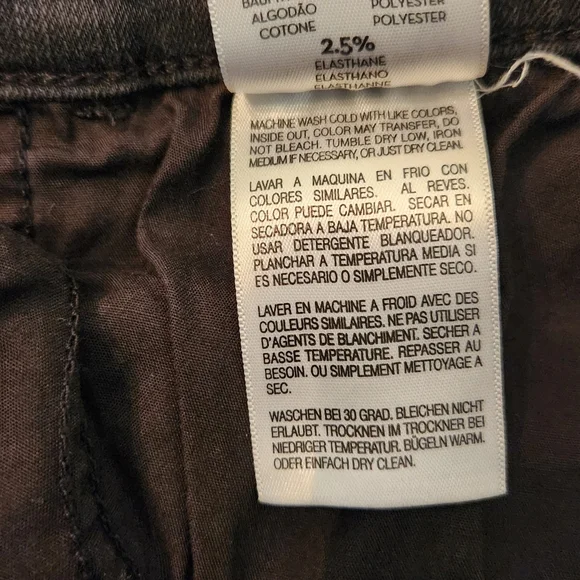 ALGODÃO POLYESTER
COTONE POLYESTER
2.5%
ELASTHANE
ELASTHANO
ELASTHANNE
MACHINE WASH COLD WITH LIKE COLORS,
INSIDE OUT, COLOR MAY TRANSFER, DO
NOT BLEACH. TUMBLE DRY LOW, IRON
MEDIUM IF NECESSARY, OR JUST DRY CLEAN.
LAVAR A MAQUINA EN FRIO CON
COLORES SIMILARES. AL REVES.
COLOR PUEDE CAMBIAR. SECAR EN
SECADORA A BAJA TEMPERATURA. NO
USAR DETERGENTE BLANQUEADOR.
PLANCHAR A TEMPERATURA MEDIA SI
ES NECESARIO O SIMPLEMENTE SECO.
LAVER EN MACHINE A FROID AVEC DES
COULEURS SIMILAIRES. NE PAS UTILISER
D'AGENTS DE BLANCHIMENT. SECHER A
BASSE TEMPERATURE. REPASSER AU
BESOIN. OU SIMPLEMENT METTOYAGE A
SEC.
WASCHEN BEI 30 GRAD. BLEICHEN NICHT
ERLAUBT. TROCKNEN IM TROCKNER BEI
NIEDRIGER TEMPERATUR. BÜGELN WARM.
ODER EINFACH DRY CLEAN.